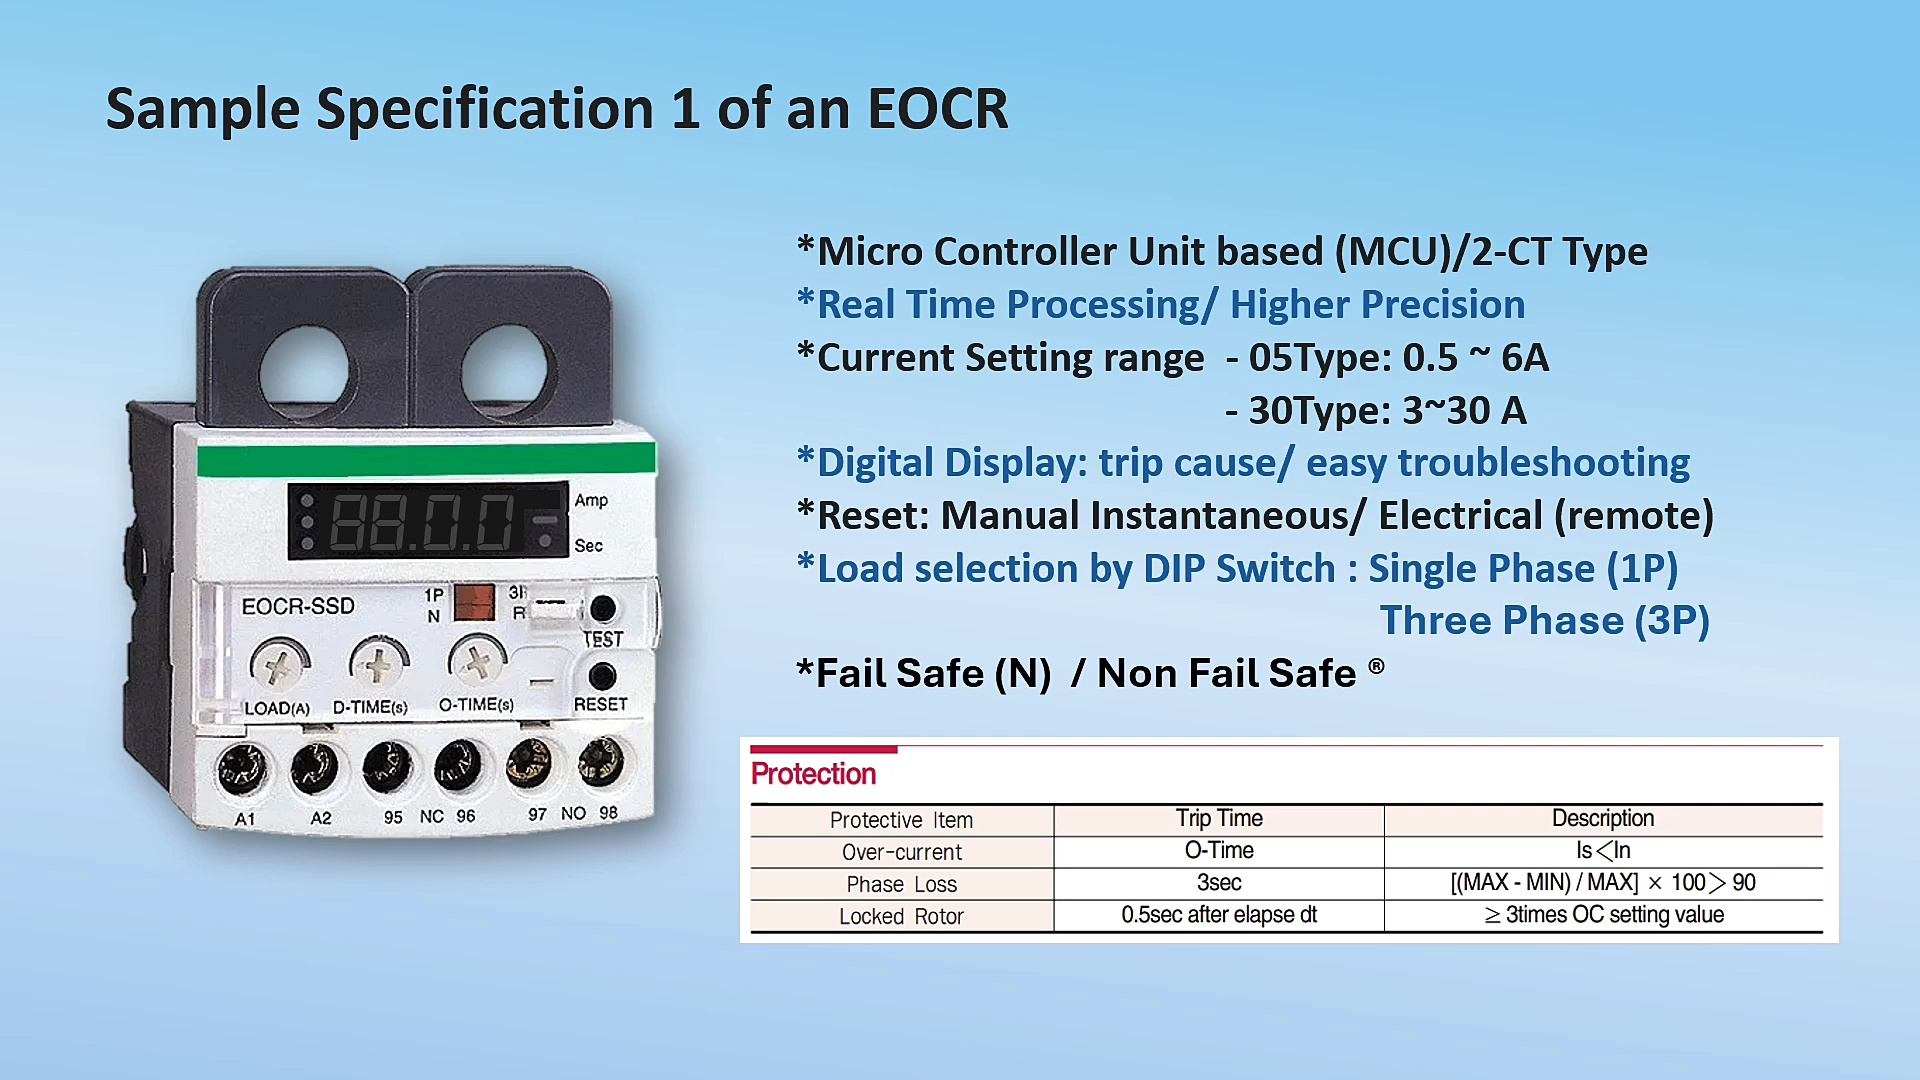 Sample Specification 1 of an EOCR
*Micro Controller Unit based (MCU)/2-CT Type
*Real Time Processing/ Higher Precision
*Current Setting range - 05Type: 0.5 ~ 6A
- 30Type: 3~30 A
*Digital Display: trip cause/ easy troubleshooting
*Reset: Manual Instantaneous/ Electrical (remote)
*Load selection by DIP Switch : Single Phase (1P)
Three Phase (3P)
*Fail Safe (N) / Non Fail Safe ®
88.0.0
Amp
Sec
EOCR-SSD
1P
N
R
TEST
LOAD(A) D-TIME(s) O-TIME(s) RESET
A1 A2 95 NC 96 97 NO 98
Protection
Protective Item Trip Time Description
Over-current O-Time Is<In
Phase Loss 3sec [(MAX - MIN) / MAX] × 100> 90
Locked Rotor 0.5sec after elapse dt ≥ 3times OC setting value